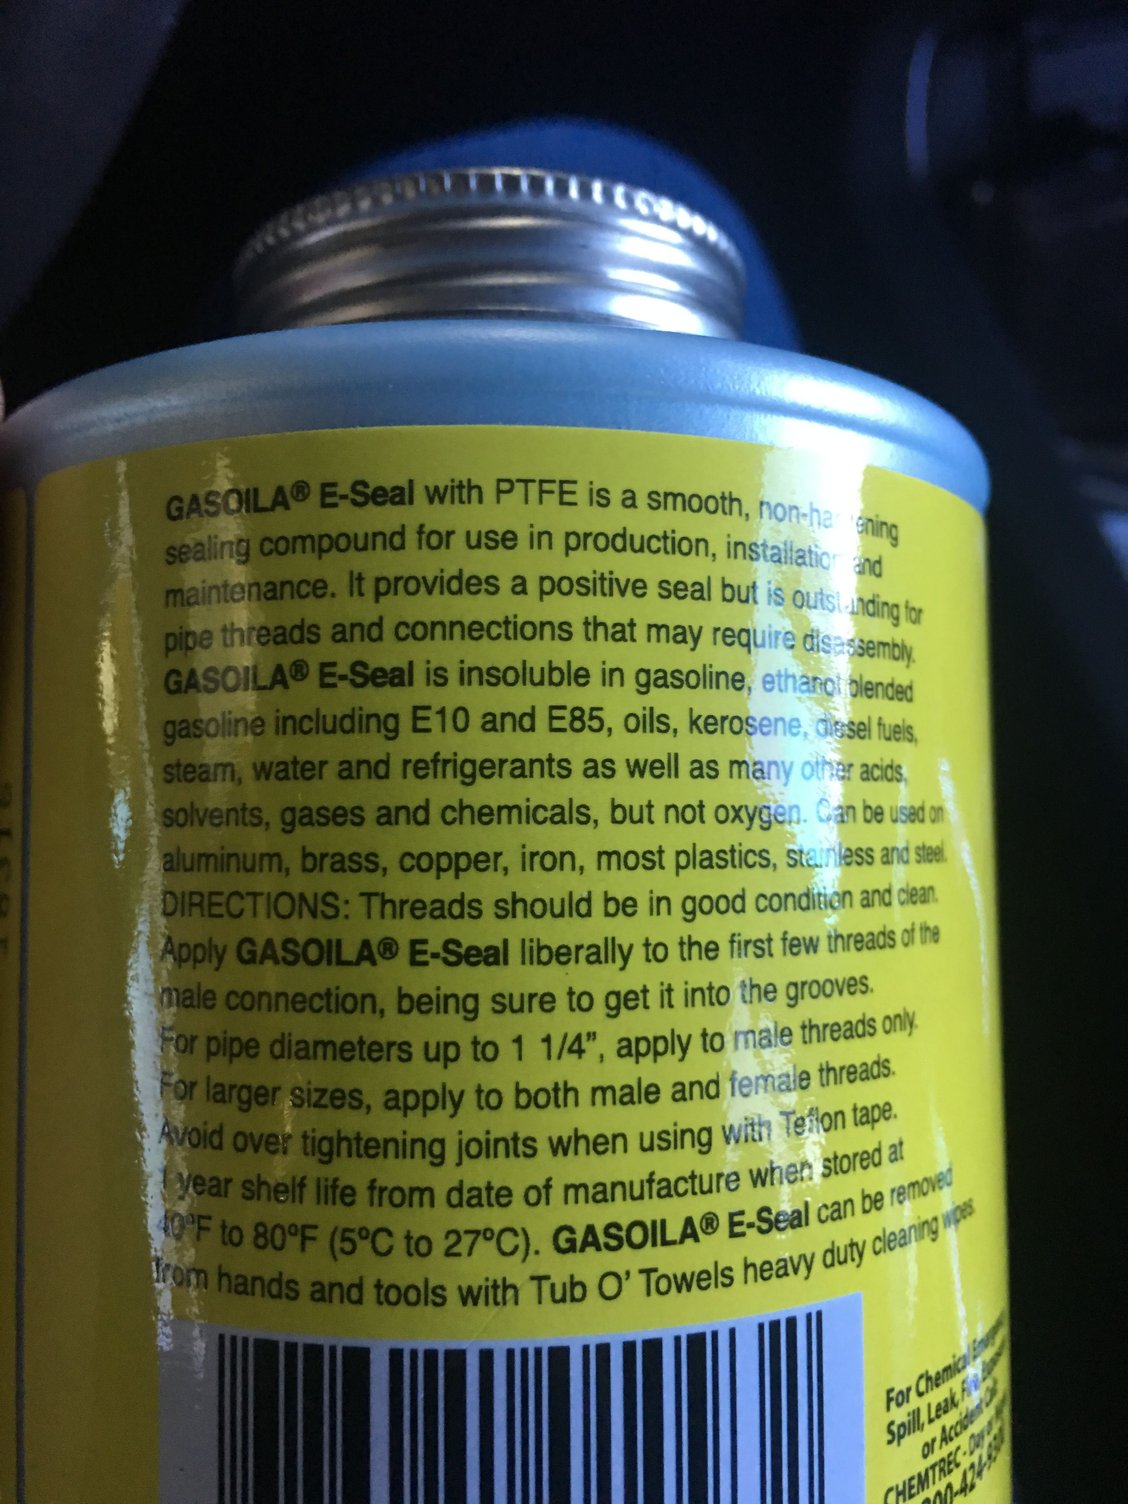 GASOILA® E-Seal with PTFE is a smooth, non-hardening
sealing compound for use in production, installation and
maintenance. It provides a positive seal but is outstanding for
pipe threads and connections that may require disassembly.
GASOILA® E-Seal is insoluble in gasoline, ethanol blended
gasoline including E10 and E85, oils, kerosene, diesel fuels,
steam, water and refrigerants as well as many other acids,
solvents, gases and chemicals, but not oxygen. Can be used on
aluminum, brass, copper, iron, most plastics, stainless and steel.
DIRECTIONS: Threads should be in good condition and clean.
Apply GASOILA® E-Seal liberally to the first few threads of the
male connection, being sure to get it into the grooves.
For pipe diameters up to 1 1/4", apply to male threads only.
For larger sizes, apply to both male and female threads.
Avoid over tightening joints when using with Teflon tape.
1 year shelf life from date of manufacture when stored at
40°F to 80°F (5°C to 27°C). GASOILA® E-Seal can be removed
from hands and tools with Tub O' Towels heavy duty cleaning wipes.
For Chemical Emergency
Spill, Leak, Fire, Exposure
or Accident Call
CHEMTREC - Day or Night